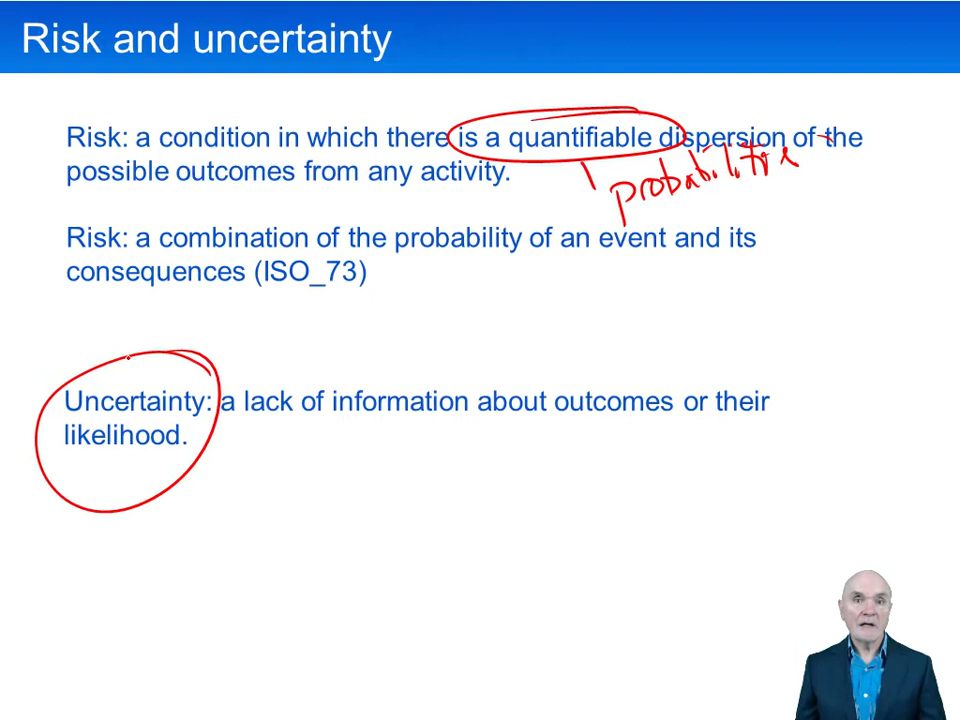 Risk and uncertainty
Risk: a condition in which there is a quantifiable dispersion of the
possible outcomes from any activity.
probabilities
Risk: a combination of the probability of an event and its
consequences (ISO_73)
Uncertainty: a lack of information about outcomes or their
likelihood.